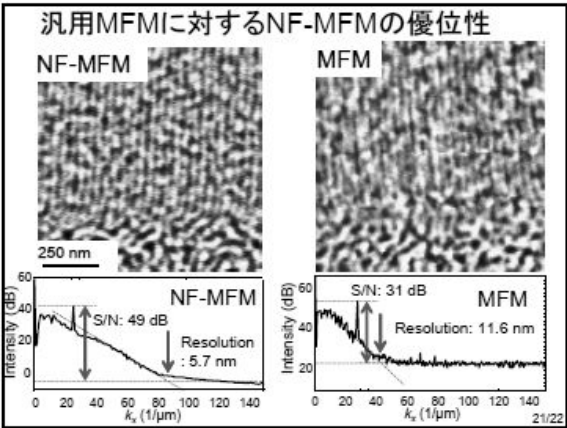 汎用MFMに対するNF-MFMの優位性
NF-MFM
MFM
250 nm
60
40
20
0
Intensity (dB)
S/N: 49 dB
NF-MFM
Resolution
: 5.7 nm
0 20 40 60 80 100 120 140
kx (1/μm)
60
40
20
Intensity (dB)
S/N: 31 dB
MFM
Resolution: 11.6 nm
0 20 40 60 80 100 120 140
kx (1/μm)
21/22